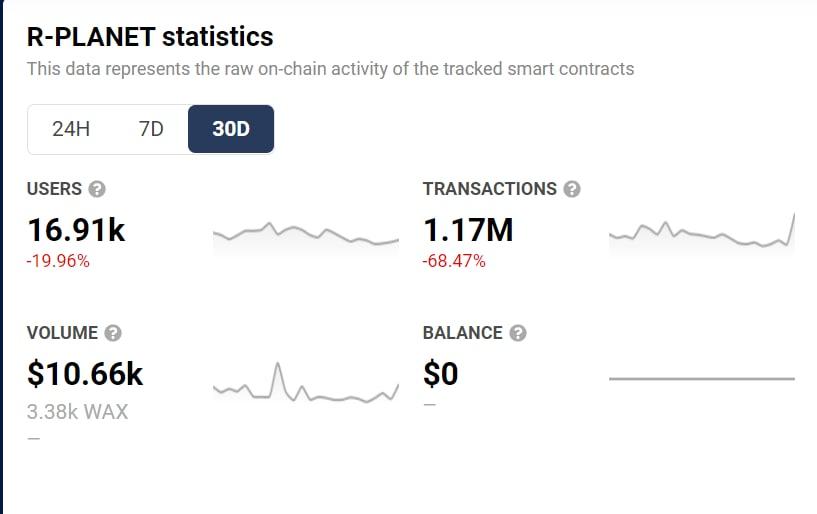 R-PLANET statistics
This data represents the raw on-chain activity of the tracked smart contracts
24H 7D 30D
USERS ?
16.91k
-19.96%
TRANSACTIONS ?
1.17M
-68.47%
VOLUME ?
$10.66k
3.38k WAX
—
BALANCE ?
$0
—